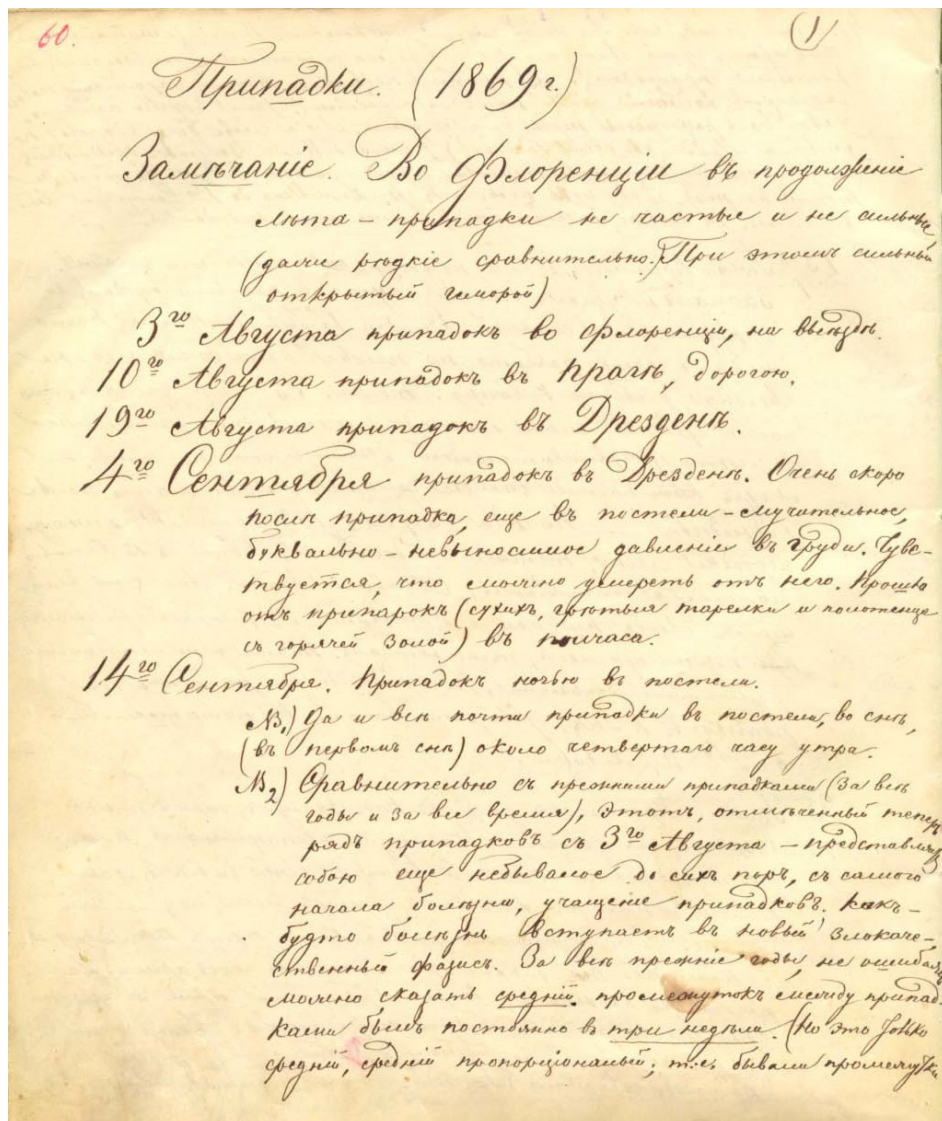 60.
(1)
Припадки. (1869 г.)
Замѣчаніе. Во Флоренціи въ продолженіе
лѣта – припадки не частые и не сильные
(даже рѣдкіе сравнительно. При этомъ сильный
открытый геморой)
3го Августа припадокъ во Флоренціи, на выѣздѣ.
10го Августа припадокъ въ Прагѣ, дорогою.
19го Августа припадокъ въ Дрезденѣ.
4го Сентября припадокъ въ Дрезденѣ. Очень скоро
послѣ припадка, еще въ постели – мучительное,
буквально – невыносимое давленіе въ груди. Чувс-
твуется, что можно умереть отъ него. Прошло
отъ припарокъ (сухихъ, грѣтыя тарелки и полотенце
съ горячей золой) въ полчаса.
14го Сентября. Припадокъ ночью въ постели.
NB1) Да и всѣ почти припадки въ постели, во снѣ,
(въ первомъ снѣ) около четвертаго часу утра.
NB2) Сравнительно съ прежними припадками (за всѣ
годы и за все время), этотъ, отмѣченный теперь
рядъ припадковъ съ 3го Августа – представляетъ
собою еще небывалое до сихъ поръ, съ самого
начала болѣзни, учащеніе припадковъ. Какъ-
будто болѣзнь вступаетъ въ новый злокаче-
ственный фазисъ. За всѣ прежніе годы, не ошибаясь
можно сказать средній промежутокъ между припад-
ками былъ постоянно въ три недѣли. (Но это только
средній, средній пропорціональный; т. е. бывали промежутки